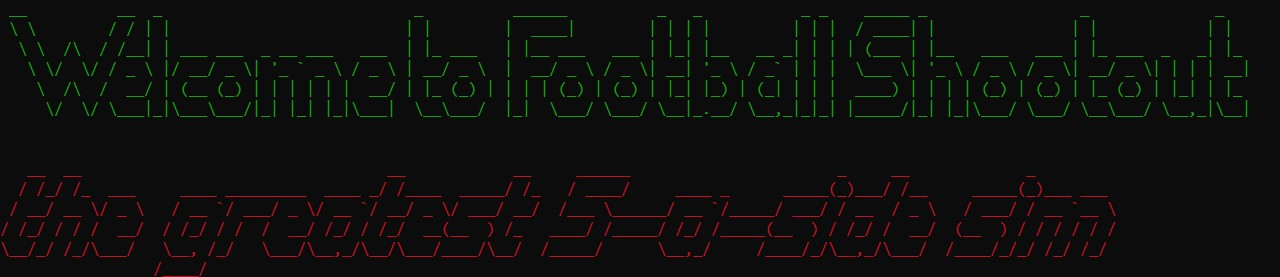 Welcome to Football Shootout
the greatest 5-a-side sim